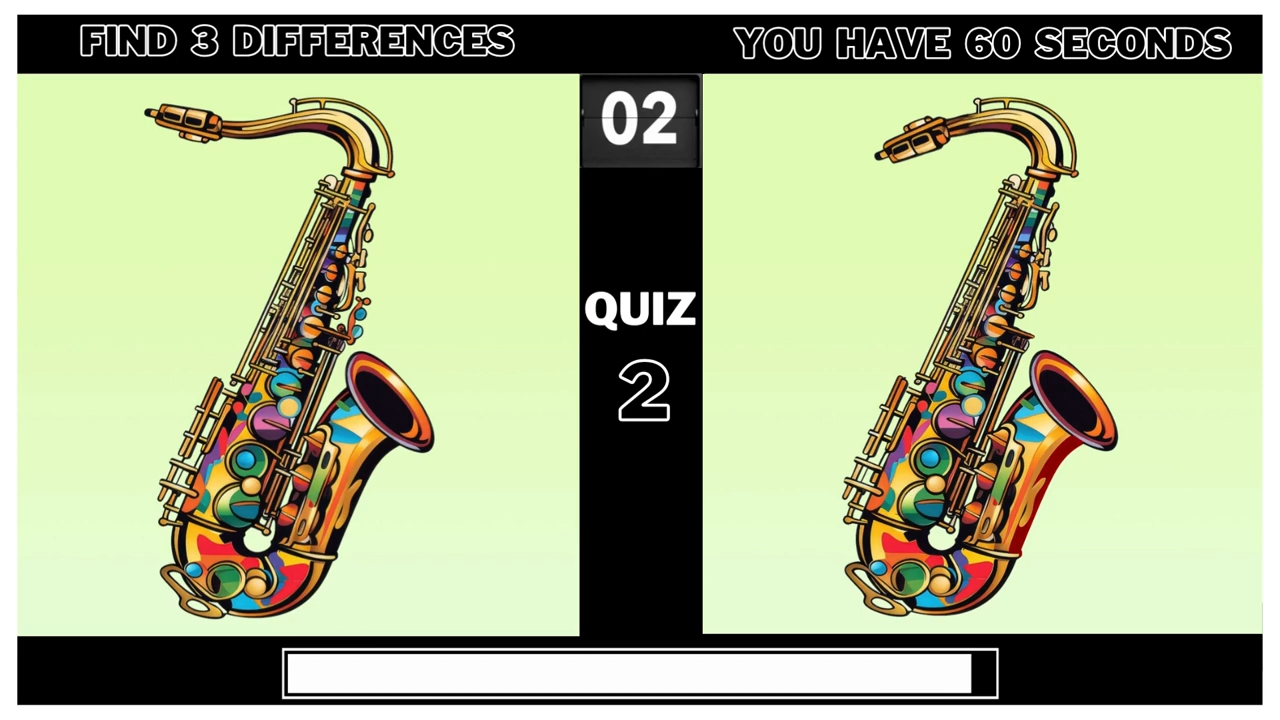 FIND 3 DIFFERENCES
YOU HAVE 60 SECONDS
02
QUIZ
2